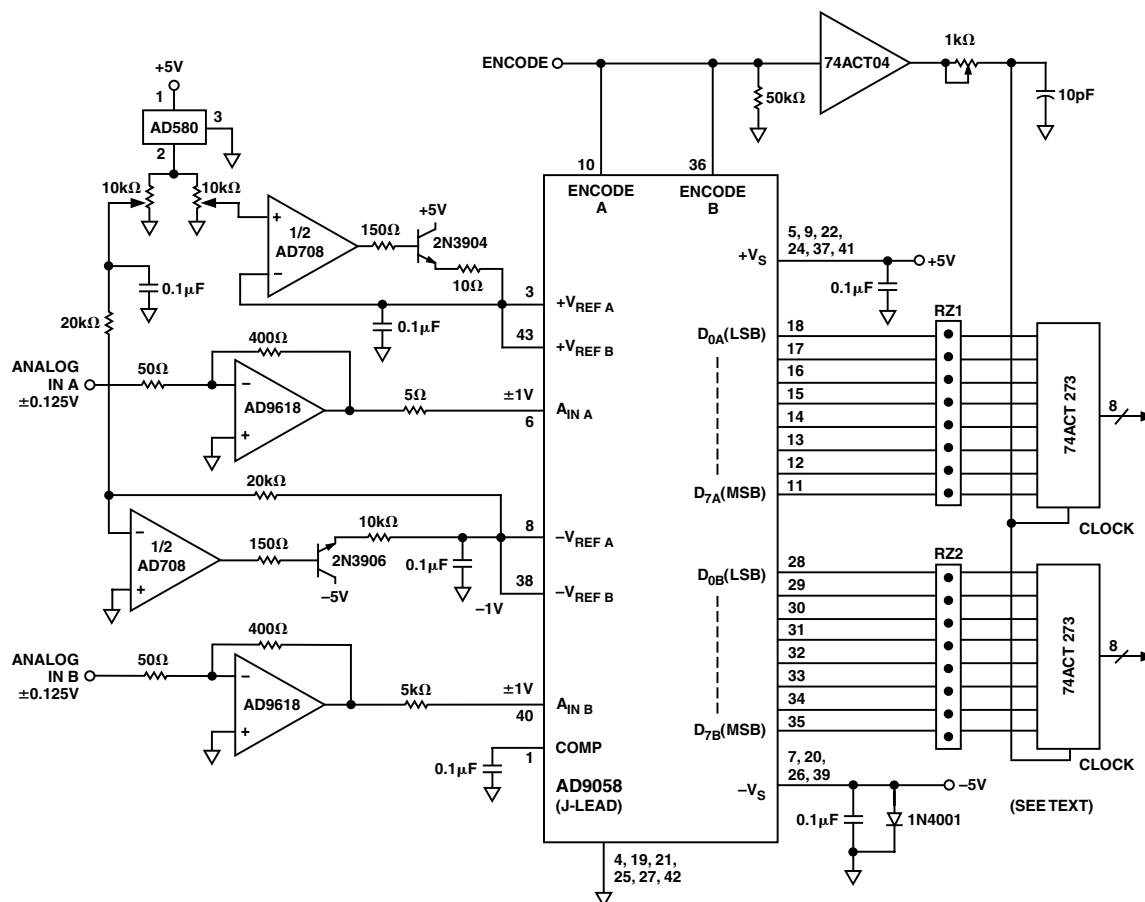 ENCODE
74ACT04
1kΩ
50kΩ
10pF
+5V
1
AD580
3
2
10kΩ
10kΩ
+
1/2
AD708
–
150Ω
+5V
2N3904
10Ω
0.1μF
0.1μF
20kΩ
ANALOG
IN A
±0.125V
50Ω
400Ω
–
AD9618
+
5Ω
±1V
20kΩ
–
1/2
AD708
+
150Ω
10kΩ
2N3906
–5V
0.1μF
–1V
ANALOG
IN B
±0.125V
50Ω
400Ω
–
AD9618
+
5kΩ
±1V
0.1μF
10
ENCODE
A
36
ENCODE
B
3
+VREF A
43
+VREF B
6
AIN A
8
–VREF A
38
–VREF B
40
AIN B
1
COMP
AD9058
(J-LEAD)
4, 19, 21,
25, 27, 42
+VS
5, 9, 22,
24, 37, 41
+5V
0.1μF
D0A(LSB)
18
17
16
15
14
13
12
D7A(MSB)
11
RZ1
74ACT 273
8
CLOCK
D0B(LSB)
28
29
30
31
32
33
34
D7B(MSB)
35
RZ2
74ACT 273
8
CLOCK
–VS
7, 20,
26, 39
–5V
0.1μF
1N4001
(SEE TEXT)